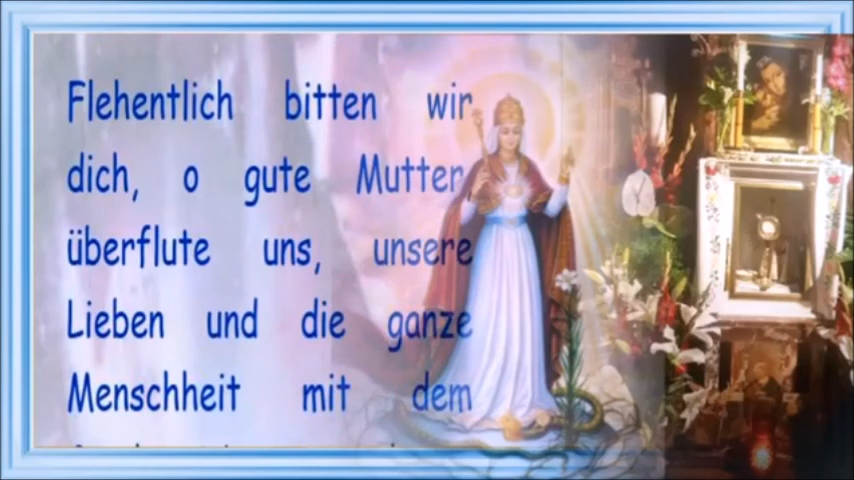 Flehentlich bitten wir
dich, o gute Mutter,
überflute uns, unsere
Lieben und die ganze
Menschheit mit dem